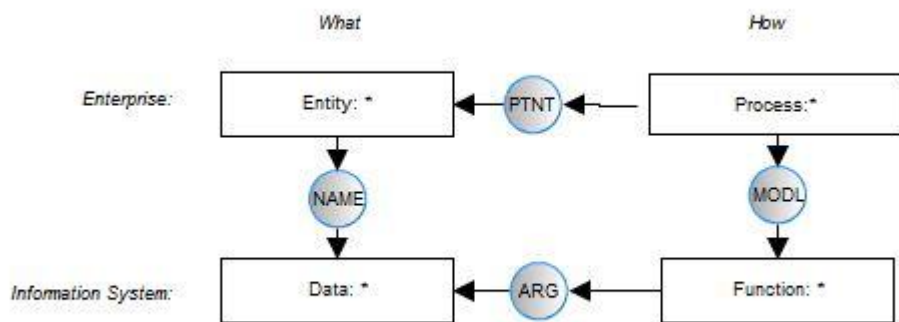 What How
Enterprise: Entity: * PTNT Process:*
NAME MODL
Information System: Data: * ARG Function: *